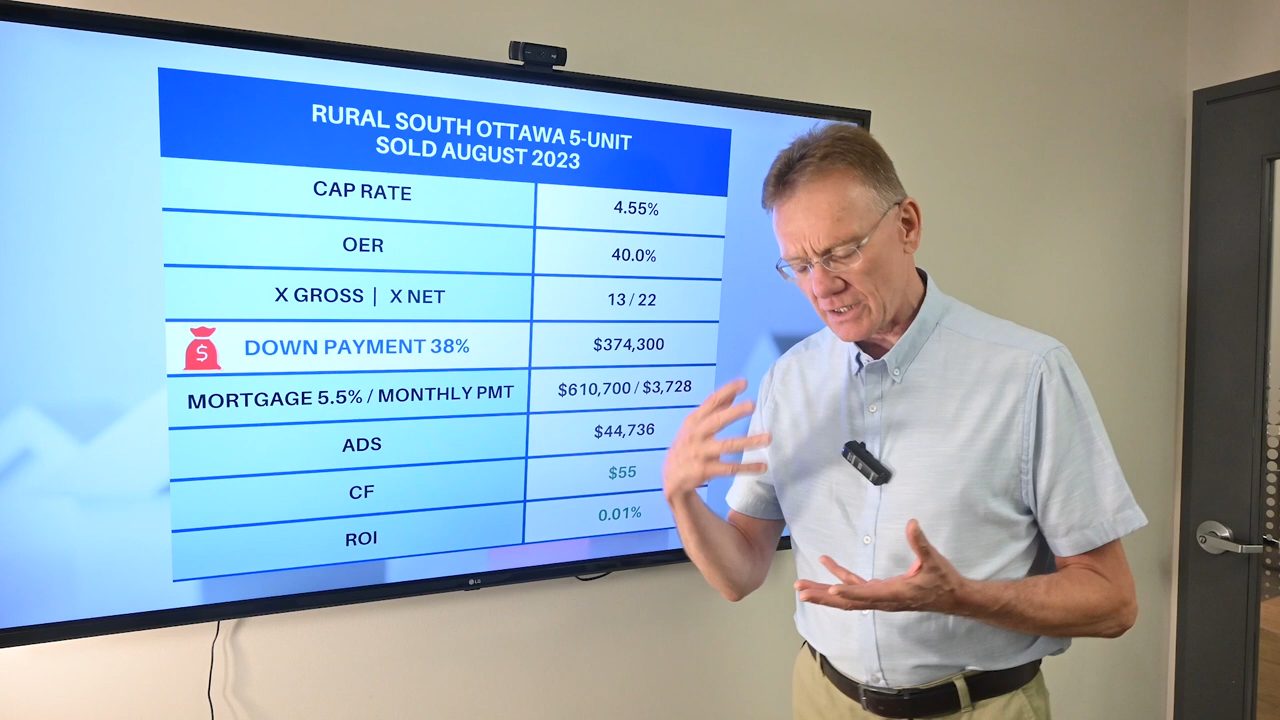 RURAL SOUTH OTTAWA 5-UNIT
SOLD AUGUST 2023
CAP RATE 4.55%
OER 40.0%
X GROSS | X NET 13 / 22
$ DOWN PAYMENT 38% $374,300
MORTGAGE 5.5% / MONTHLY PMT $610,700 / $3,728
ADS $44,736
CF $55
ROI 0.01%
LG